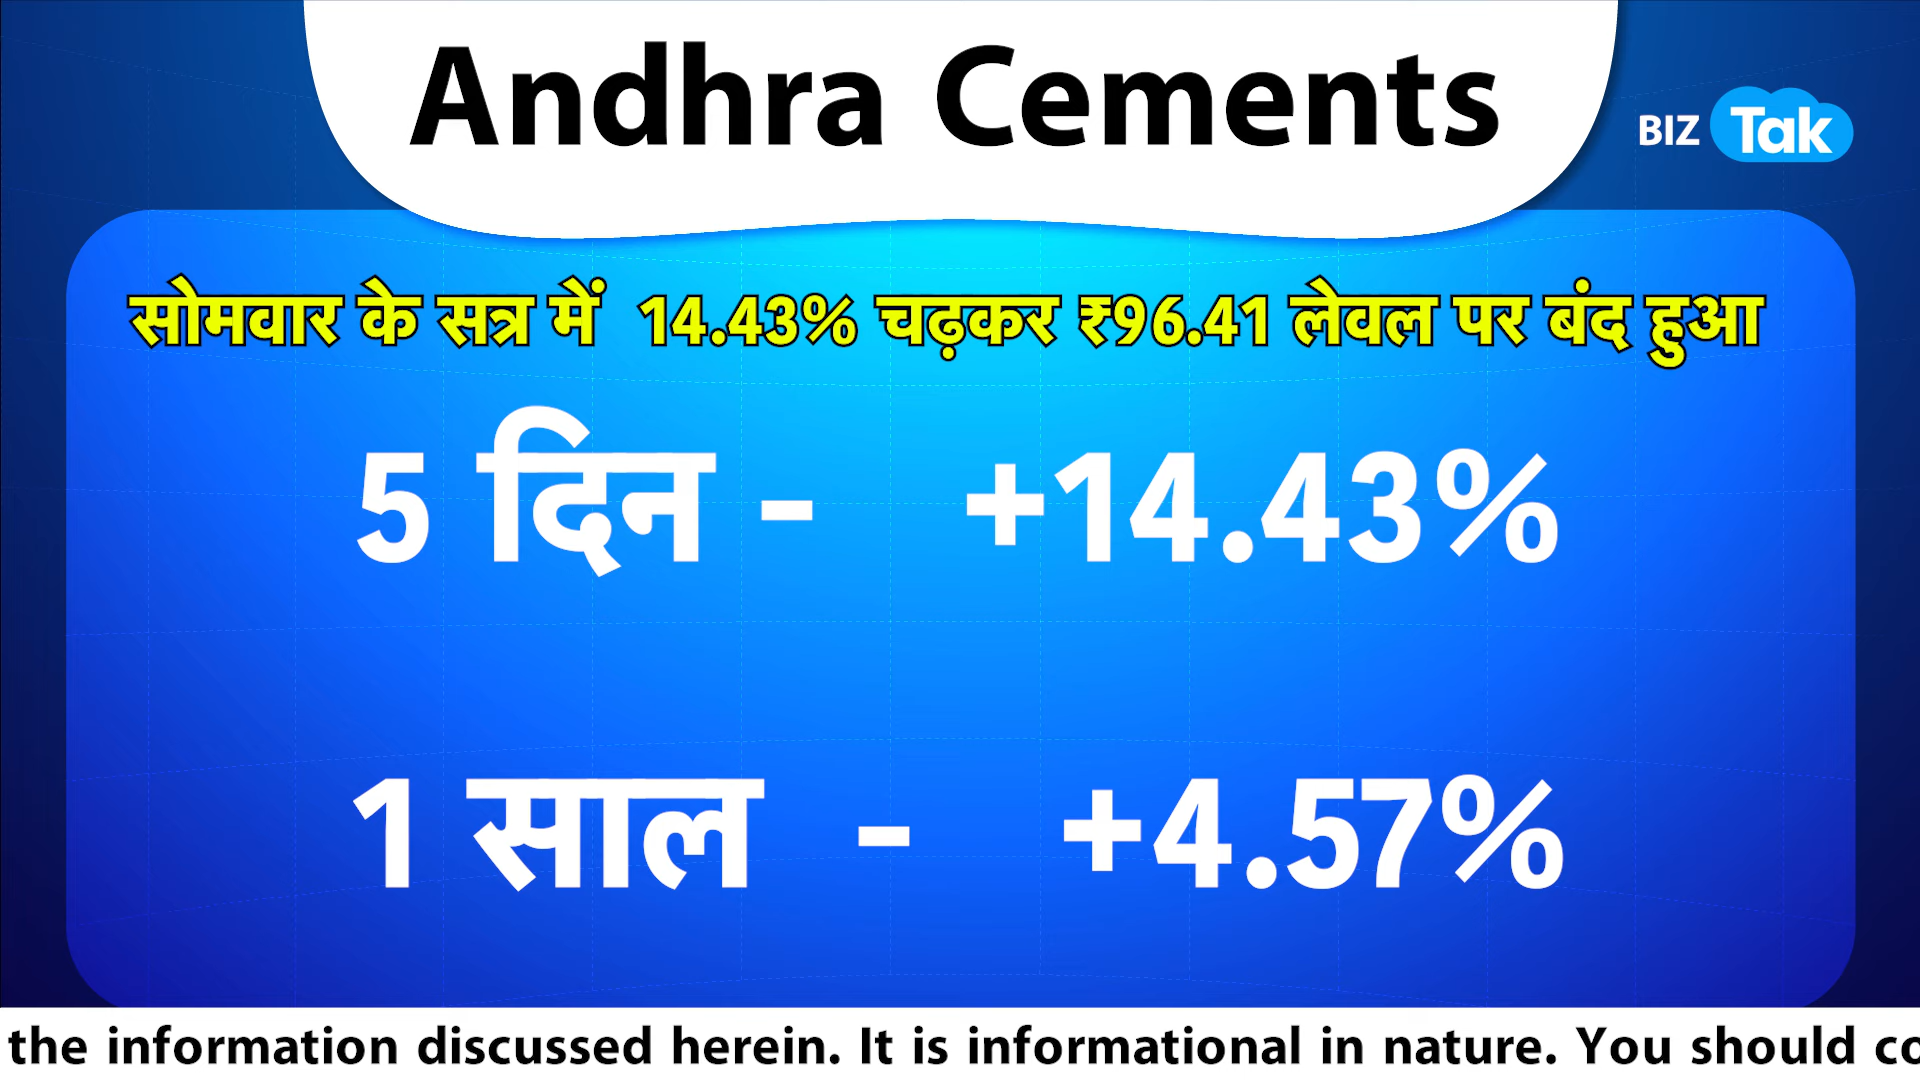 Andhra Cements
BIZ Tak
सोमवार के सत्र में 14.43% चढ़कर ₹96.41 लेवल पर बंद हुआ
5 दिन - +14.43%
1 साल - +4.57%
the information discussed herein. It is informational in nature. You should co